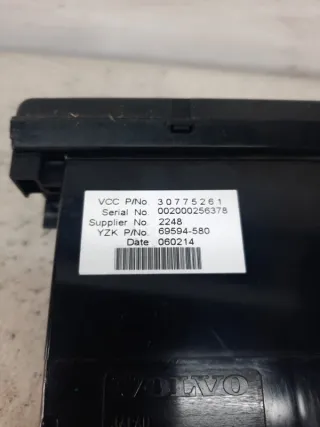 VCC P/No. 30775261
Serial No. 002000256378
Supplier No. 2248
YZK P/No. 69594-580
Date 060214
VOLVO